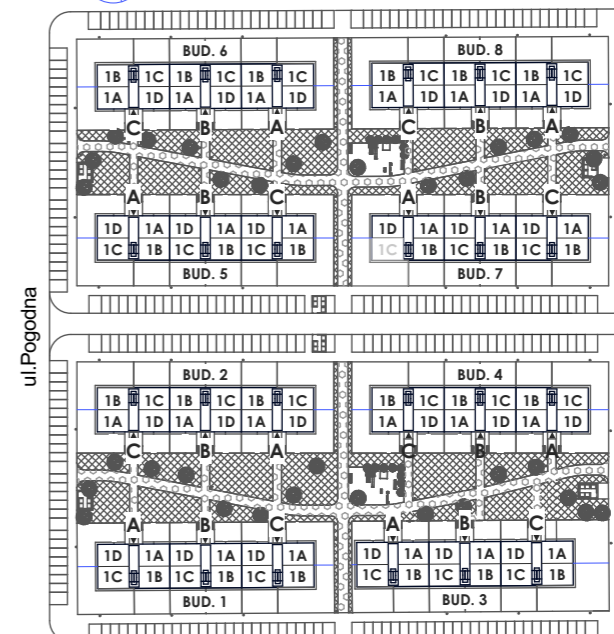 BUD. 6 BUD. 8
1B 1C 1B 1C 1B 1C 1B 1C 1B 1C 1B 1C
1A 1D 1A 1D 1A 1D 1A 1D 1A 1D 1A 1D
C B A C B A
A B C A B C
1D 1A 1D 1A 1D 1A 1D 1A 1D 1A 1D 1A
1C 1B 1C 1B 1C 1B 1C 1B 1C 1B 1C 1B
BUD. 5 BUD. 7
ul.Pogodna
BUD. 2 BUD. 4
1B 1C 1B 1C 1B 1C 1B 1C 1B 1C 1B 1C
1A 1D 1A 1D 1A 1D 1A 1D 1A 1D 1A 1D
C B A C B A
A B C A B C
1D 1A 1D 1A 1D 1A 1D 1A 1D 1A 1D 1A
1C 1B 1C 1B 1C 1B 1C 1B 1C 1B 1C 1B
BUD. 1 BUD. 3